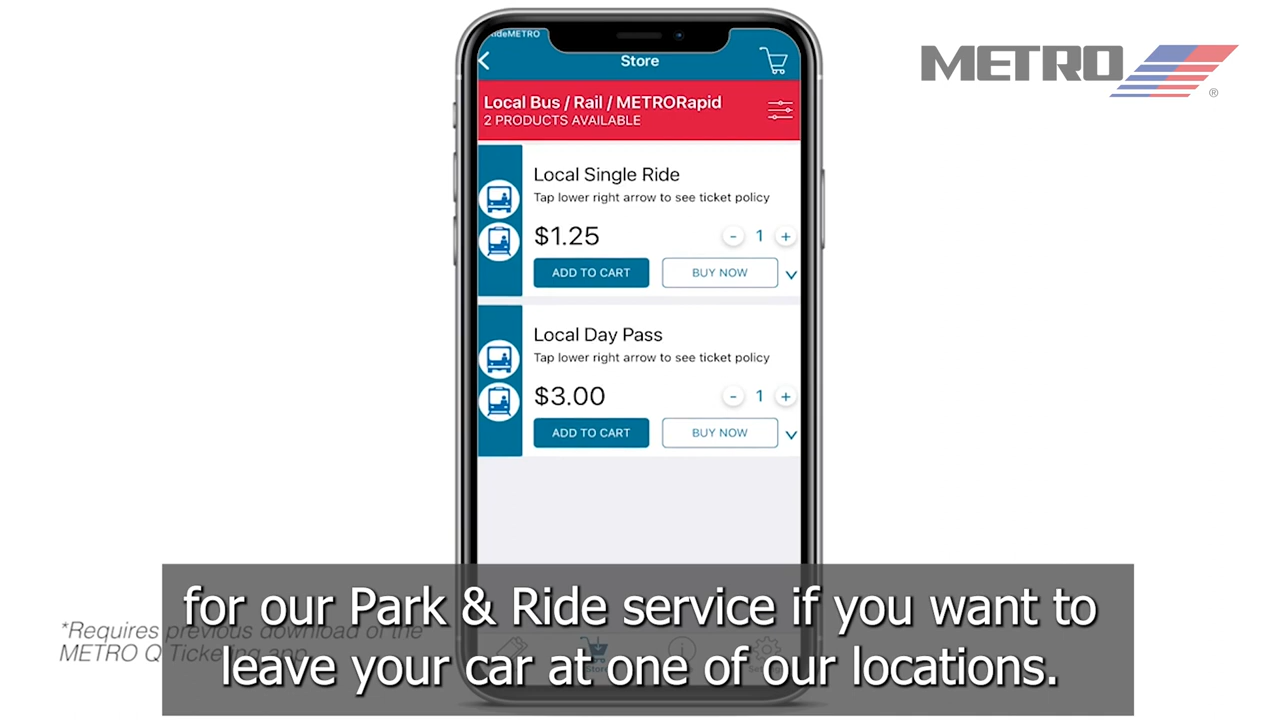 ideMETRO
Store
METRO
®
Local Bus / Rail / METRORapid
2 PRODUCTS AVAILABLE
Local Single Ride
Tap lower right arrow to see ticket policy
$1.25
- 1 +
ADD TO CART
BUY NOW
Local Day Pass
Tap lower right arrow to see ticket policy
$3.00
- 1 +
ADD TO CART
BUY NOW
*Requires previous download of the
METRO Q Ticketing app.
for our Park & Ride service if you want to
leave your car at one of our locations.